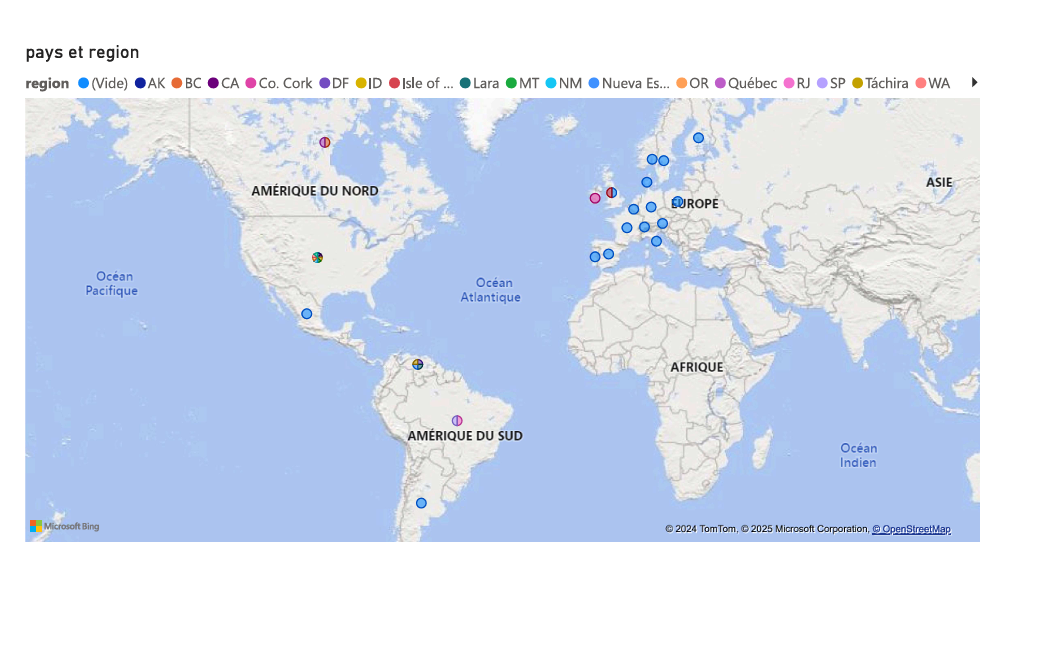 pays et region
region (Vide) AK BC CA Co. Cork DF ID Isle of ... Lara MT NM Nueva Es... OR Québec RJ SP Táchira WA
AMÉRIQUE DU NORD
ASIE
EUROPE
Océan
Pacifique
Océan
Atlantique
AFRIQUE
AMÉRIQUE DU SUD
Océan
Indien
Microsoft Bing
© 2024 TomTom, © 2025 Microsoft Corporation, © OpenStreetMap